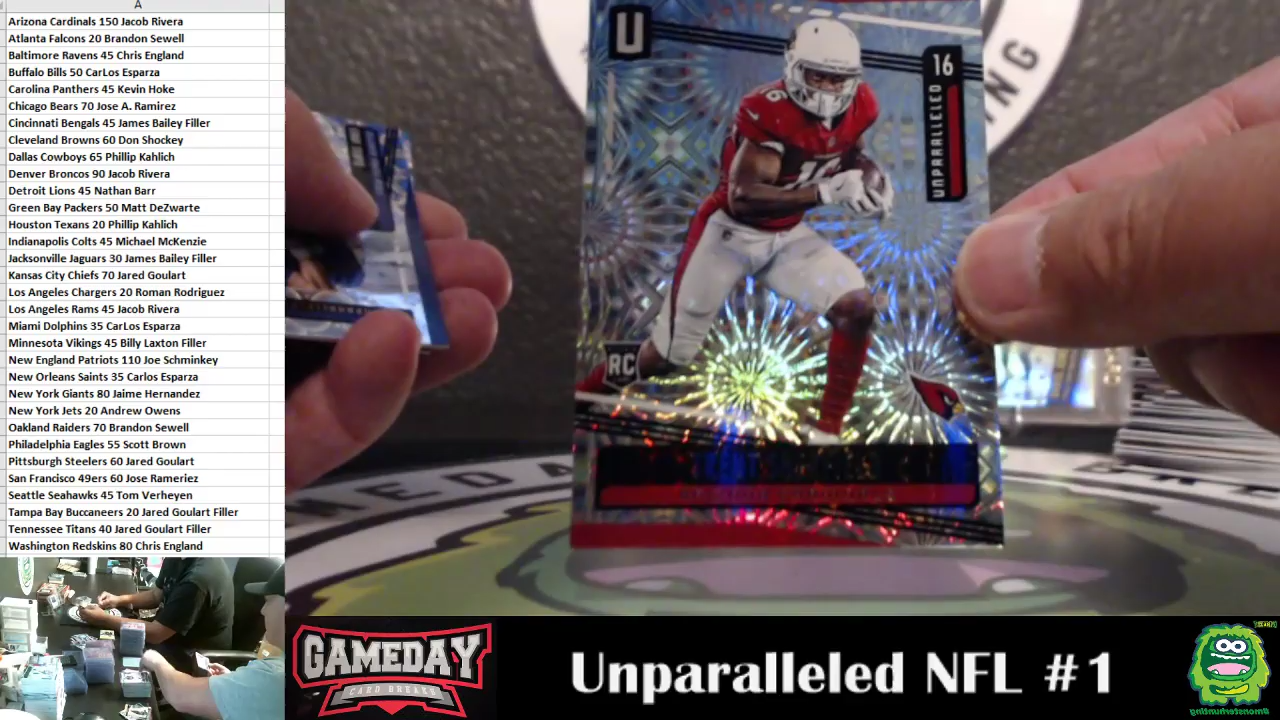 A
Arizona Cardinals 150 Jacob Rivera
Atlanta Falcons 20 Brandon Sewell
Baltimore Ravens 45 Chris England
Buffalo Bills 50 CarLos Esparza
Carolina Panthers 45 Kevin Hoke
Chicago Bears 70 Jose A. Ramirez
Cincinnati Bengals 45 James Bailey Filler
Cleveland Browns 60 Don Shockey
Dallas Cowboys 65 Phillip Kahlich
Denver Broncos 90 Jacob Rivera
Detroit Lions 45 Nathan Barr
Green Bay Packers 50 Matt DeZwarte
Houston Texans 20 Phillip Kahlich
Indianapolis Colts 45 Michael McKenzie
Jacksonville Jaguars 30 James Bailey Filler
Kansas City Chiefs 70 Jared Goulart
Los Angeles Chargers 20 Roman Rodriguez
Los Angeles Rams 45 Jacob Rivera
Miami Dolphins 35 CarLos Esparza
Minnesota Vikings 45 Billy Laxton Filler
New England Patriots 110 Joe Schminkey
New Orleans Saints 35 Carlos Esparza
New York Giants 80 Jaime Hernandez
New York Jets 20 Andrew Owens
Oakland Raiders 70 Brandon Sewell
Philadelphia Eagles 55 Scott Brown
Pittsburgh Steelers 60 Jared Goulart
San Francisco 49ers 60 Jose Rameriez
Seattle Seahawks 45 Tom Verheyen
Tampa Bay Buccaneers 20 Jared Goulart Filler
Tennessee Titans 40 Jared Goulart Filler
Washington Redskins 80 Chris England
U
16
UNPARALLELED
16
RC
ING
GAMEDAY
CARD BREAKS
Unparalleled NFL #1
#monsterhunting